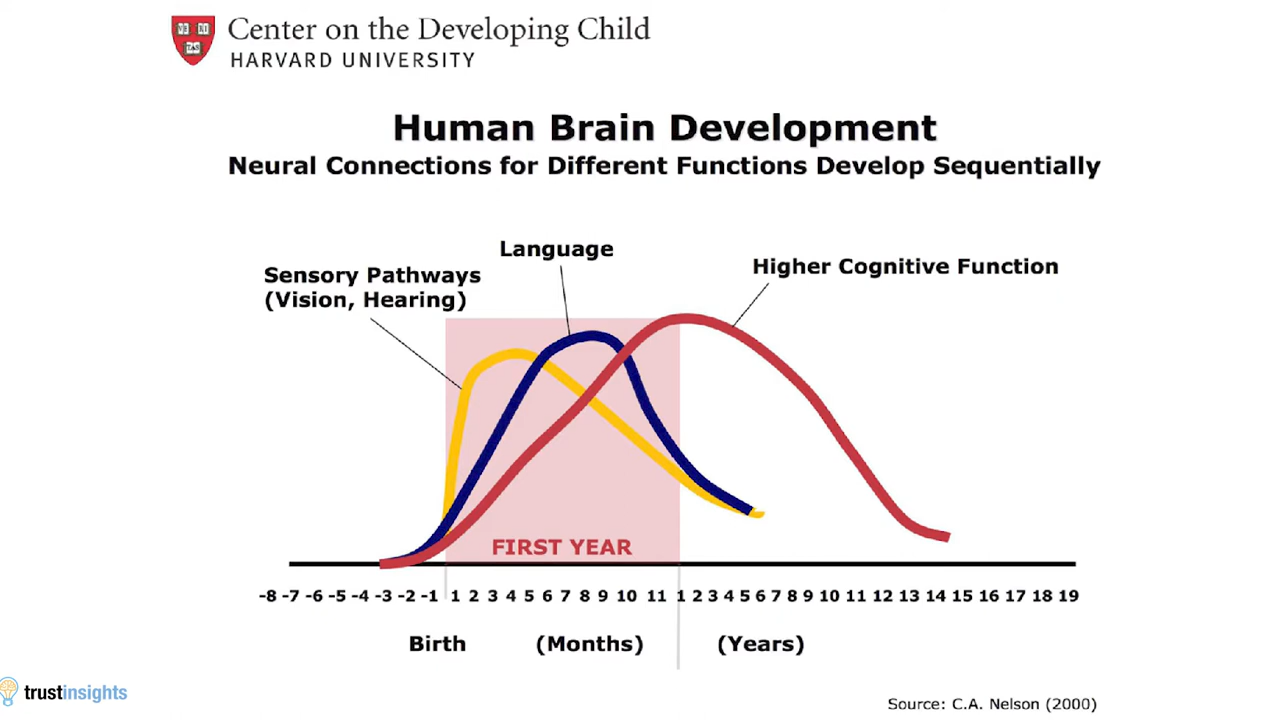 Center on the Developing Child
HARVARD UNIVERSITY
VE RI
TAS
Human Brain Development
Neural Connections for Different Functions Develop Sequentially
Language
Sensory Pathways
(Vision, Hearing)
Higher Cognitive Function
FIRST YEAR
-8 -7 -6 -5 -4 -3 -2 -1 1 2 3 4 5 6 7 8 9 10 11 1 2 3 4 5 6 7 8 9 10 11 12 13 14 15 16 17 18 19
Birth (Months) (Years)
trustinsights
Source: C.A. Nelson (2000)